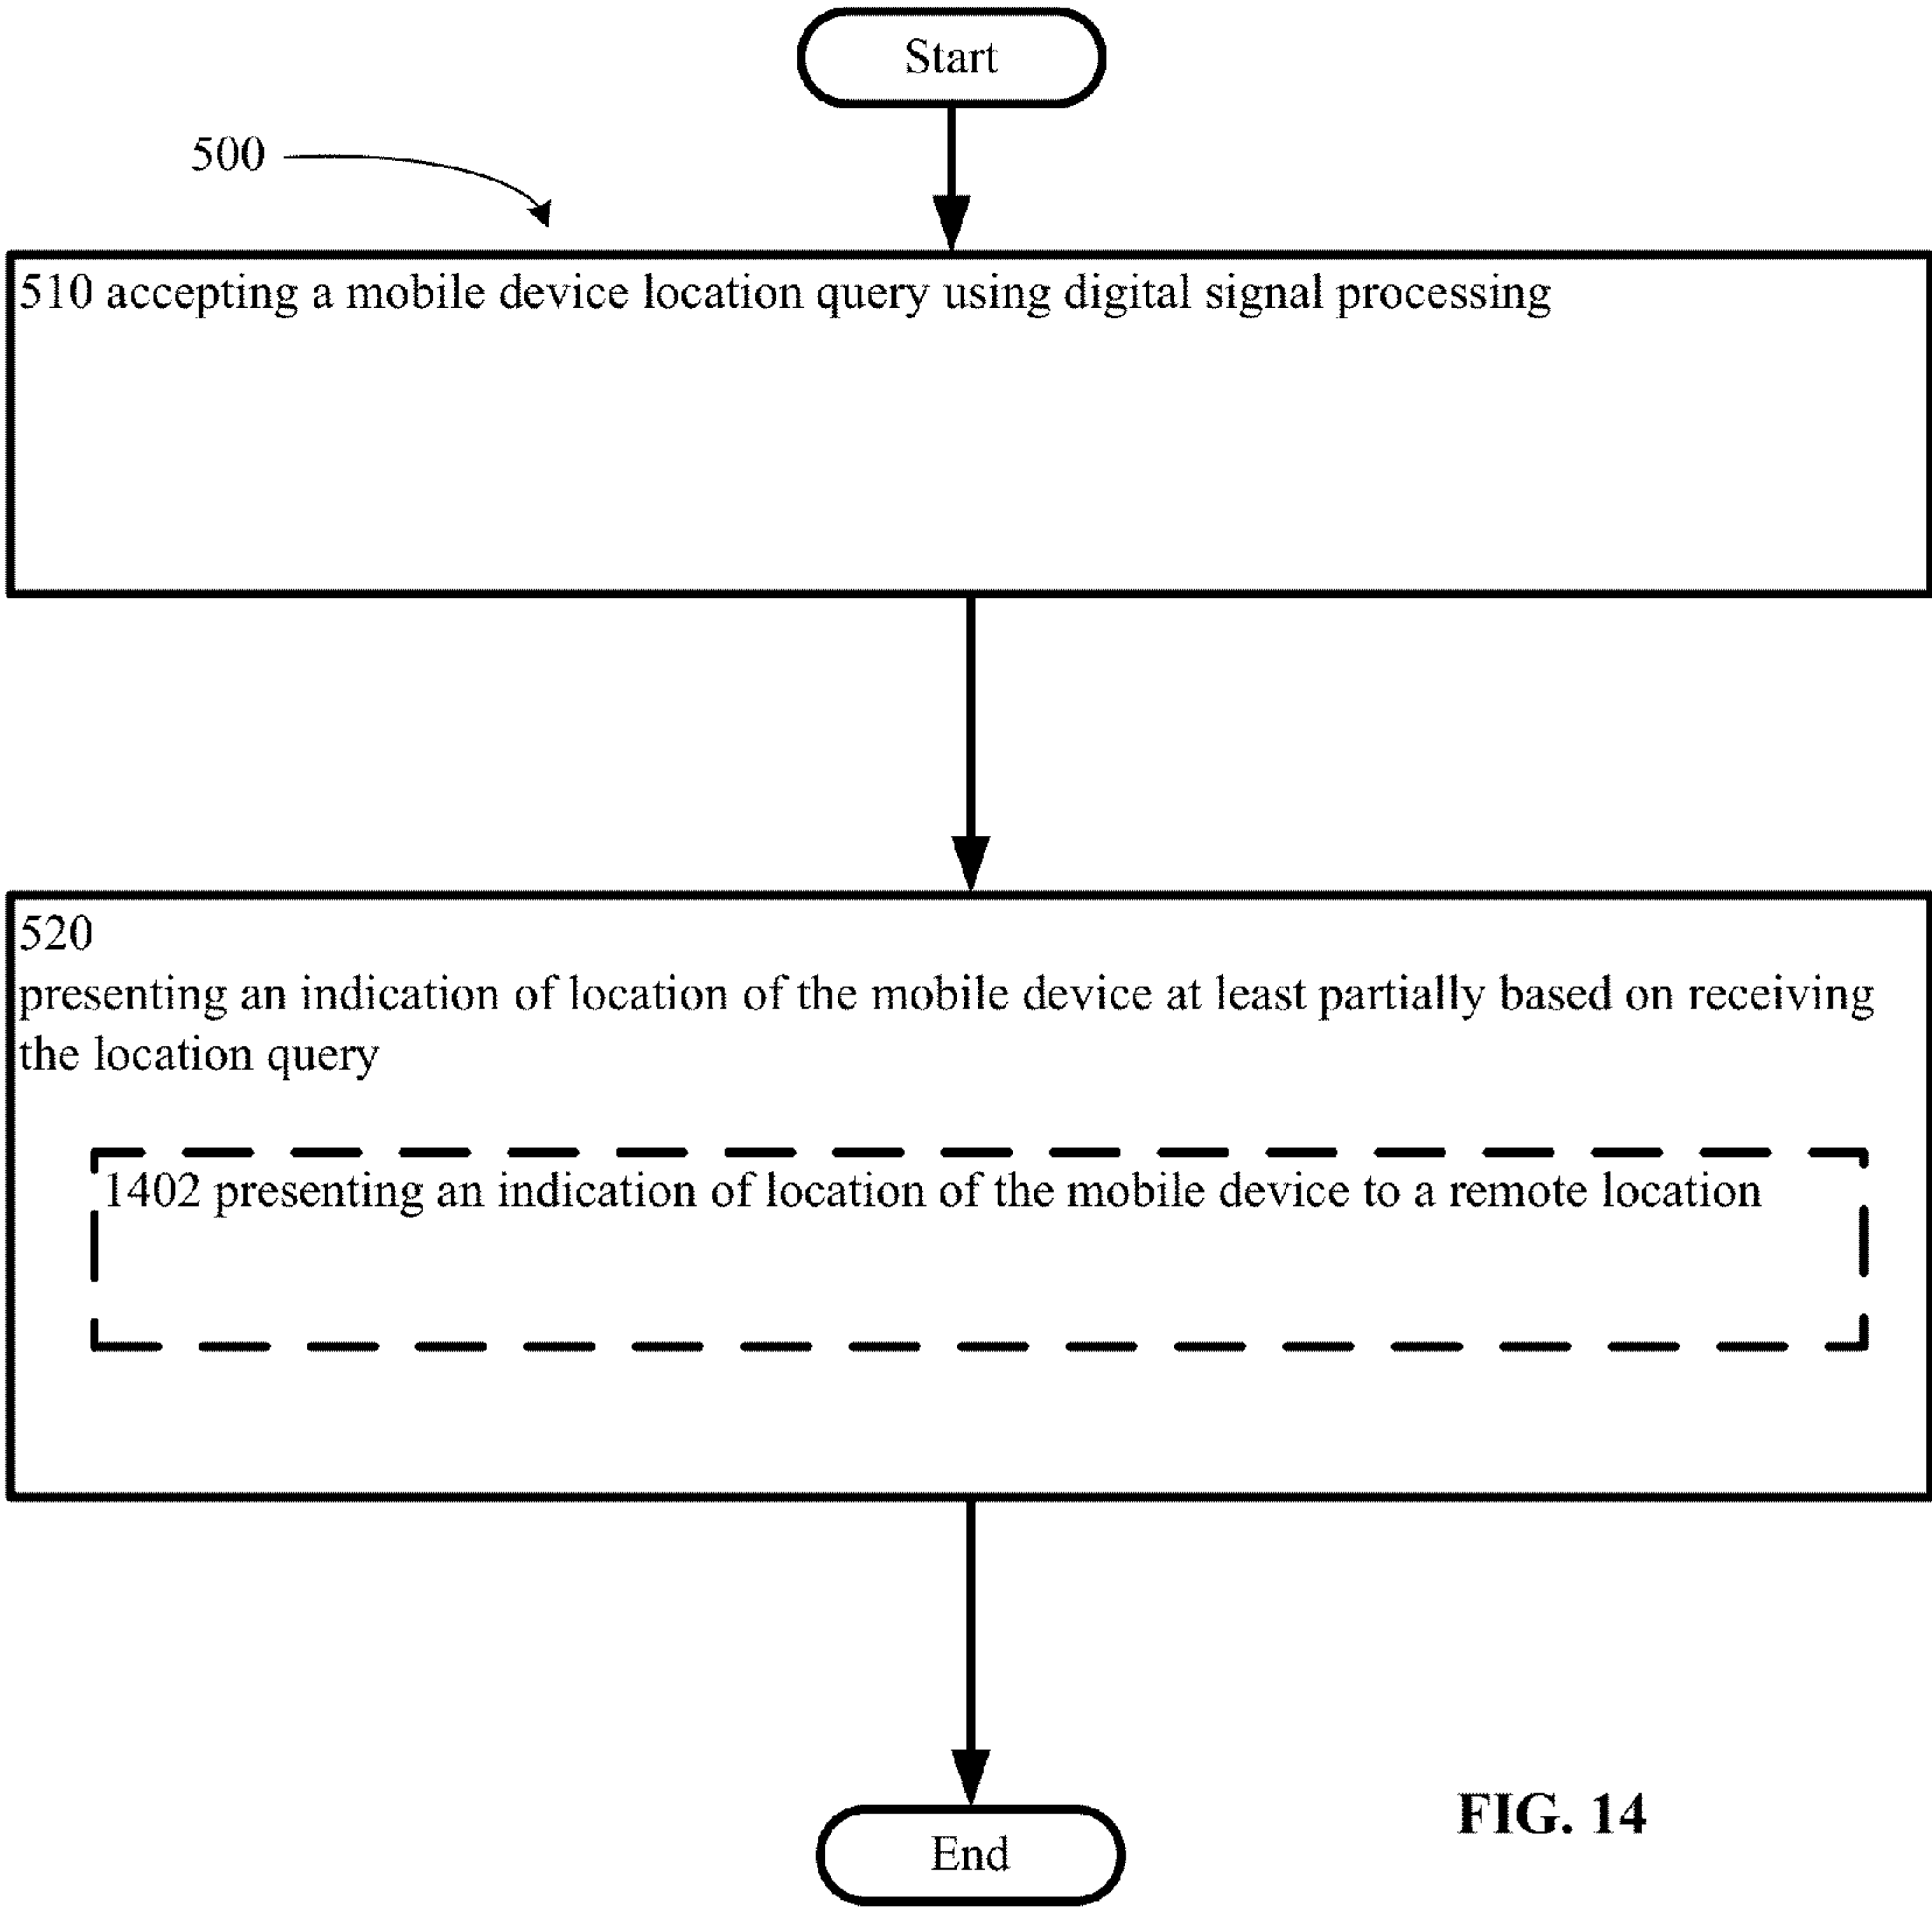 Start
500
510 accepting a mobile device location query using digital signal processing
520
presenting an indication of location of the mobile device at least partially based on receiving
the location query
1402 presenting an indication of location of the mobile device to a remote location
End
FIG. 14